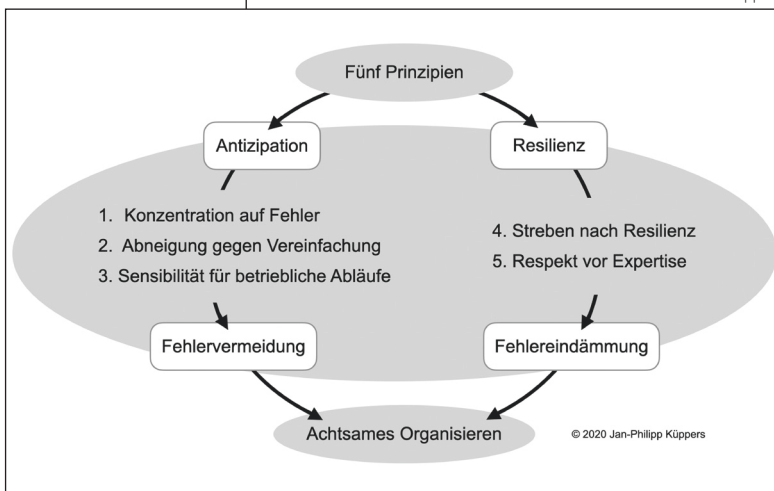 Fünf Prinzipien
Antizipation
Resilienz
1. Konzentration auf Fehler
2. Abneigung gegen Vereinfachung
3. Sensibilität für betriebliche Abläufe
4. Streben nach Resilienz
5. Respekt vor Expertise
Fehlervermeidung
Fehlereindämmung
Achtsames Organisieren
© 2020 Jan-Philipp Küppers